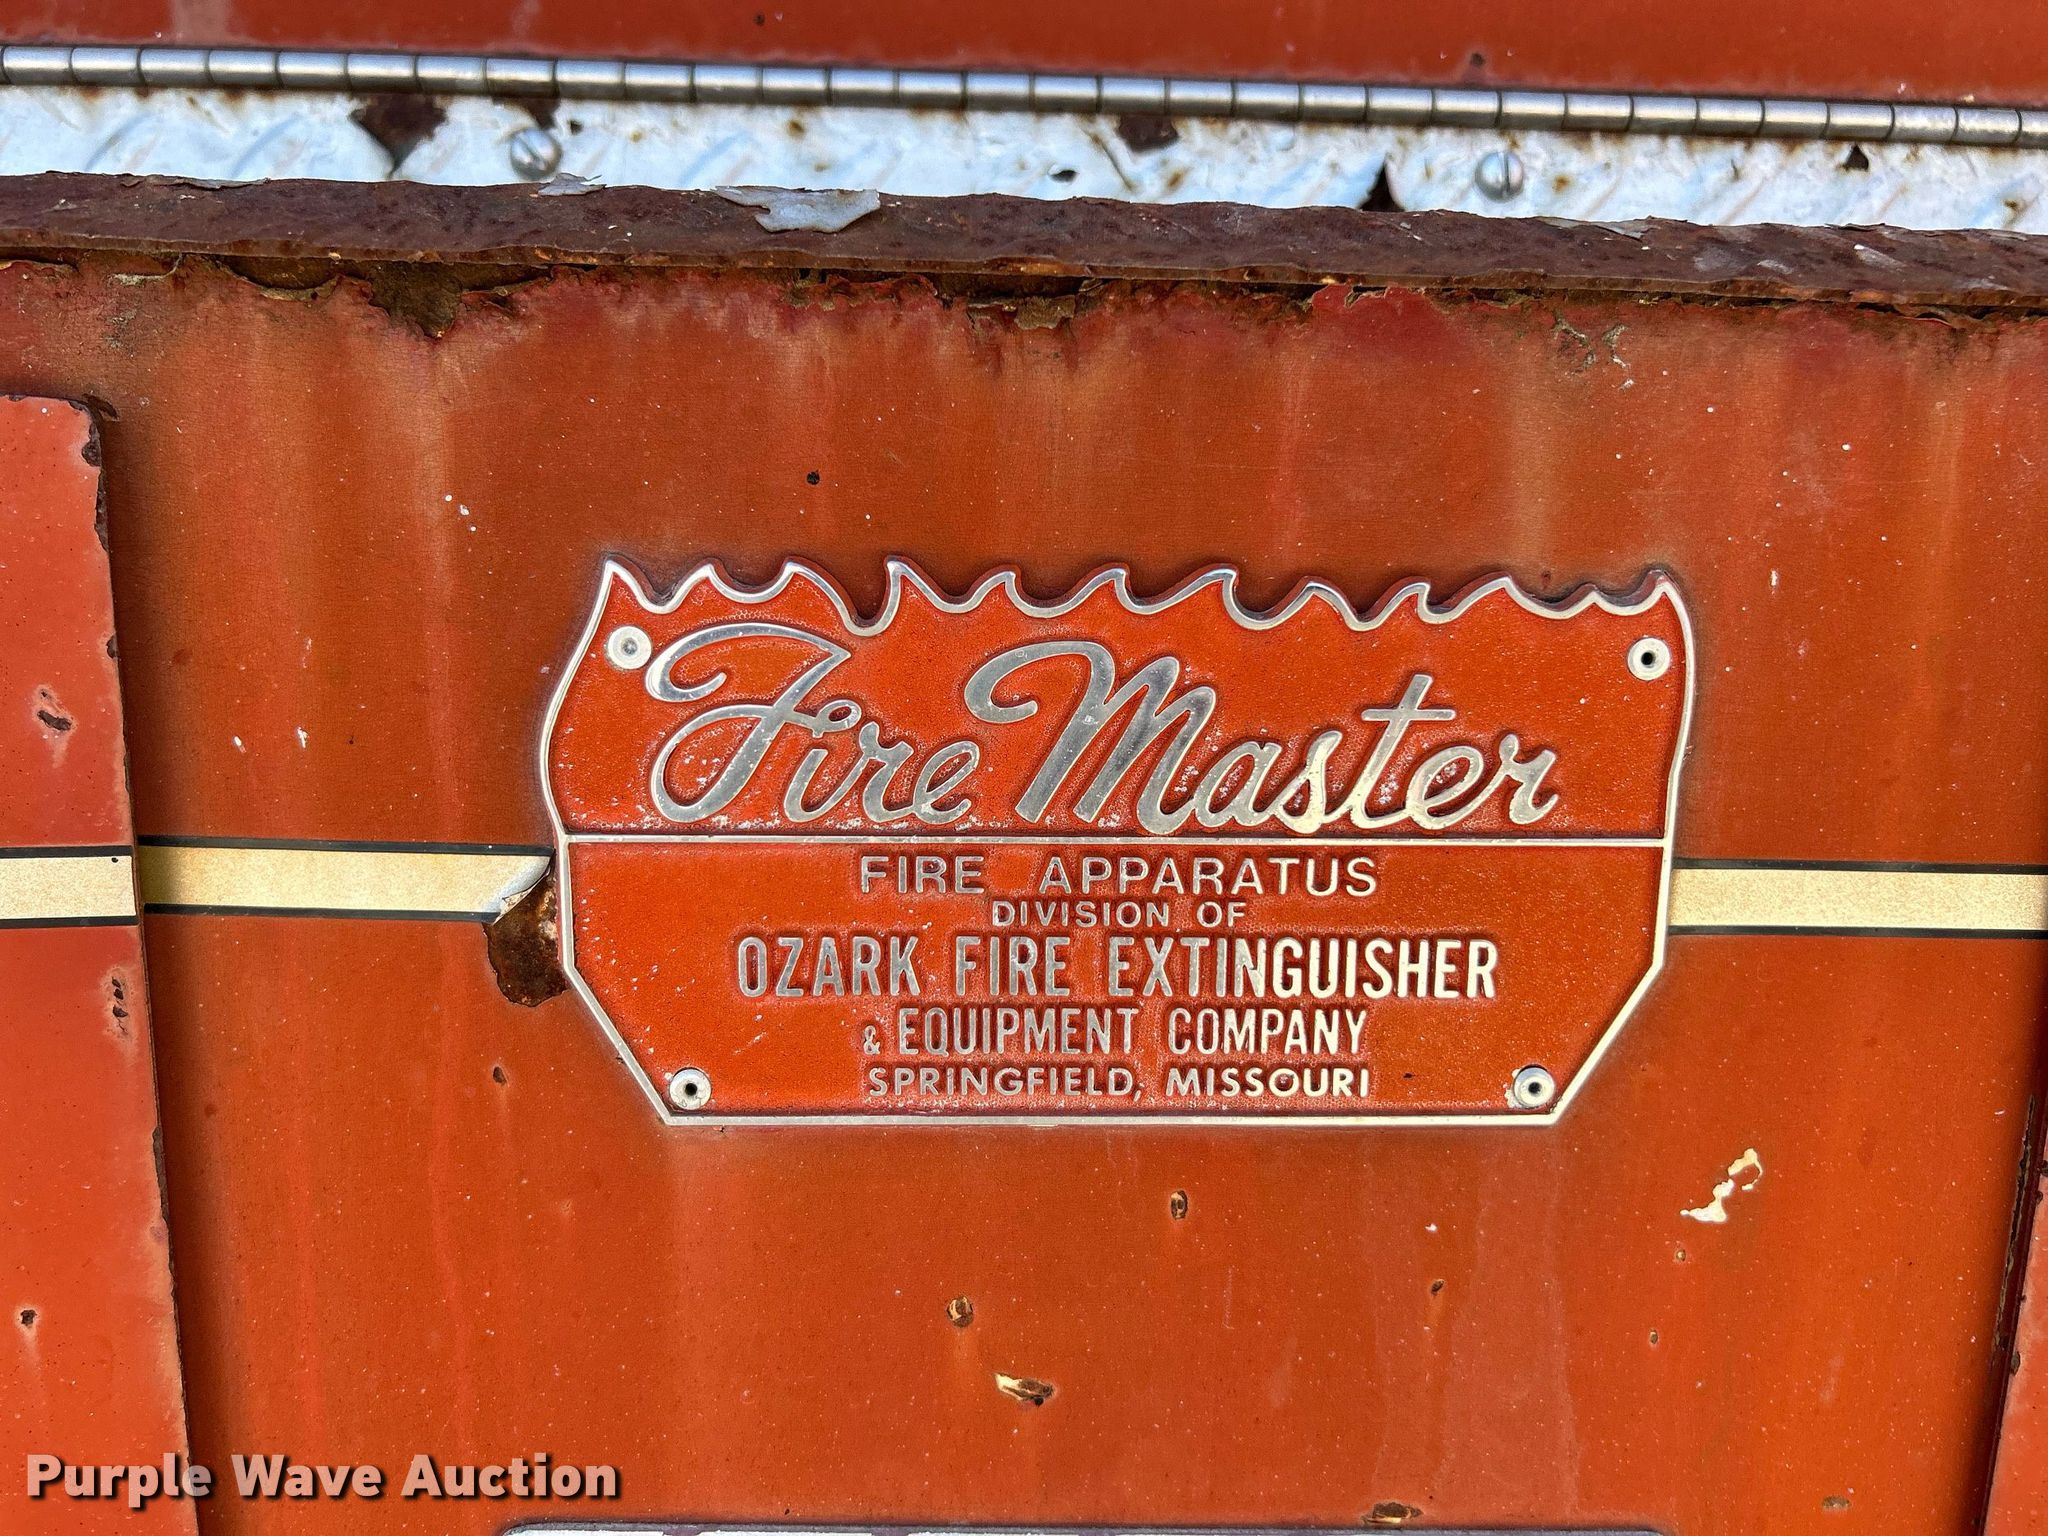 Fire Master
FIRE APPARATUS
DIVISION OF
OZARK FIRE EXTINGUISHER
& EQUIPMENT COMPANY
SPRINGFIELD, MISSOURI
Purple Wave Auction